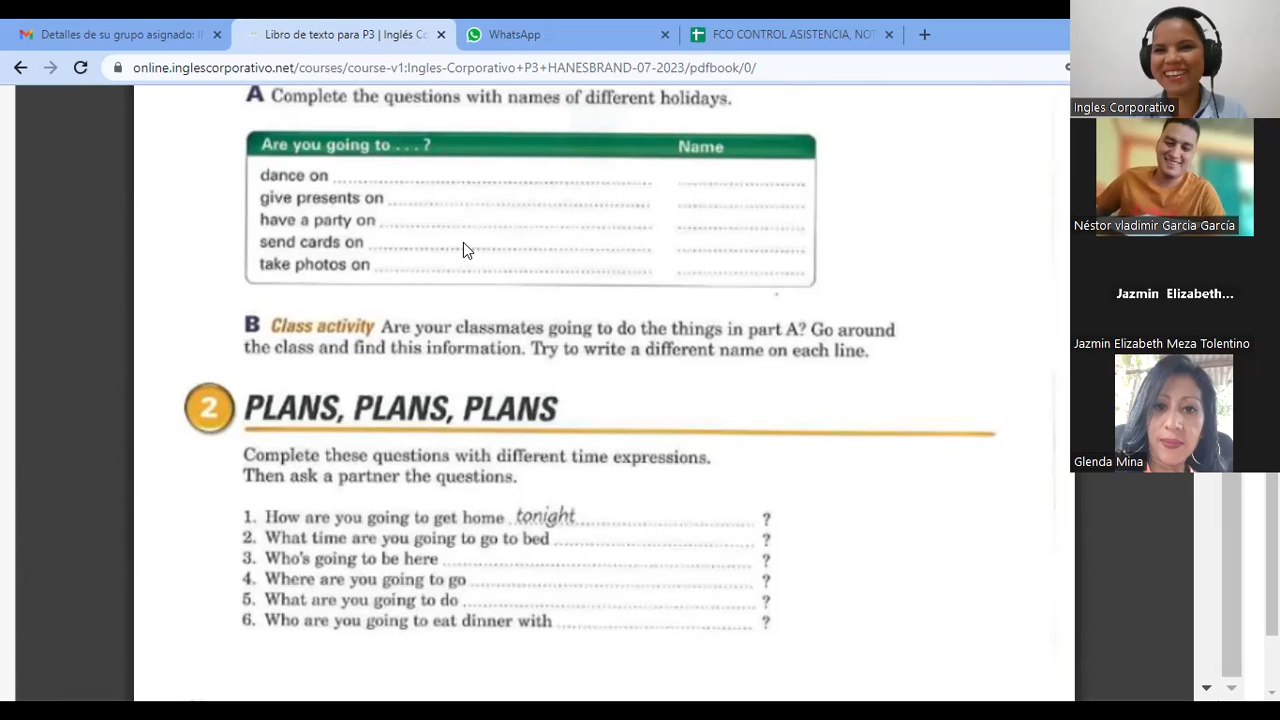 Detalles de su grupo asignado: I
Libro de texto para P3 | Inglés Co
WhatsApp
FCO CONTROL ASISTENCIA, NOT
online.inglescorporativo.net/courses/course-v1:Ingles-Corporativo+P3+HANESBRAND-07-2023/pdfbook/0/
A Complete the questions with names of different holidays.
Are you going to . . . ? Name
dance on
give presents on
have a party on
send cards on
take photos on
B Class activity Are your classmates going to do the things in part A? Go around
the class and find this information. Try to write a different name on each line.
2 PLANS, PLANS, PLANS
Complete these questions with different time expressions.
Then ask a partner the questions.
1. How are you going to get home tonight ?
2. What time are you going to go to bed ?
3. Who's going to be here ?
4. Where are you going to go ?
5. What are you going to do ?
6. Who are you going to eat dinner with ?
Ingles Corporativo
Néstor vladimir Garcia García
Jazmin Elizabeth...
Jazmin Elizabeth Meza Tolentino
Glenda Mina